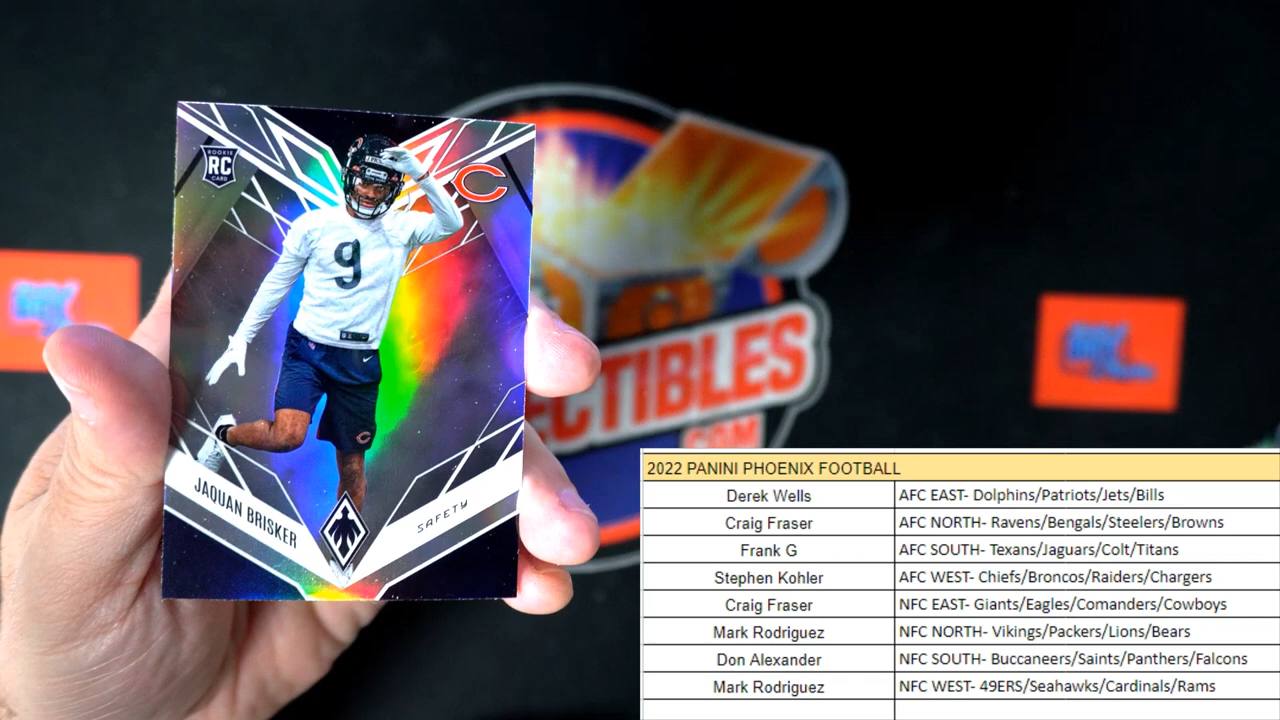 ROOKIE
RC
CARD
9
JAQUAN BRISKER
SAFETY
ECTIBLES
.COM
2022 PANINI PHOENIX FOOTBALL
Derek Wells AFC EAST- Dolphins/Patriots/Jets/Bills
Craig Fraser AFC NORTH- Ravens/Bengals/Steelers/Browns
Frank G AFC SOUTH- Texans/Jaguars/Colt/Titans
Stephen Kohler AFC WEST- Chiefs/Broncos/Raiders/Chargers
Craig Fraser NFC EAST- Giants/Eagles/Comanders/Cowboys
Mark Rodriguez NFC NORTH- Vikings/Packers/Lions/Bears
Don Alexander NFC SOUTH- Buccaneers/Saints/Panthers/Falcons
Mark Rodriguez NFC WEST- 49ERS/Seahawks/Cardinals/Rams